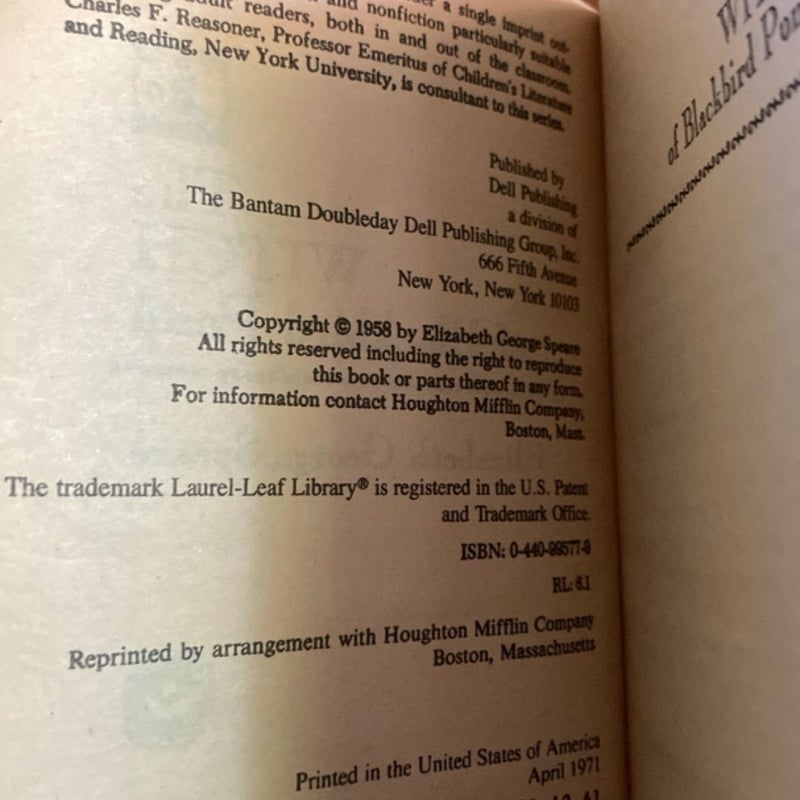 a single imprint out-
and nonfiction particularly suitable
readers, both in and out of the classroom.
Charles F. Reasoner, Professor Emeritus of Children's Literature
and Reading, New York University, is consultant to this series.
Published by
Dell Publishing
a division of
The Bantam Doubleday Dell Publishing Group, Inc.
666 Fifth Avenue
New York, New York 10103
Copyright © 1958 by Elizabeth George Speare
All rights reserved including the right to reproduce
this book or parts thereof in any form.
For information contact Houghton Mifflin Company,
Boston, Mass.
The trademark Laurel-Leaf Library® is registered in the U.S. Patent
and Trademark Office.
ISBN: 0-440-99577-9
RL: 6.1
Reprinted by arrangement with Houghton Mifflin Company
Boston, Massachusetts
Printed in the United States of America
April 1971
of Blackbird Pon